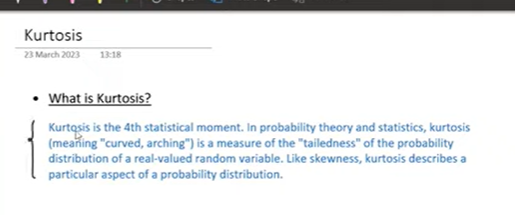 Kurtosis
23 March 2023 13:18
• What is Kurtosis?
Kurtosis is the 4th statistical moment. In probability theory and statistics, kurtosis
(meaning "curved, arching") is a measure of the "tailedness" of the probability
distribution of a real-valued random variable. Like skewness, kurtosis describes a
particular aspect of a probability distribution.